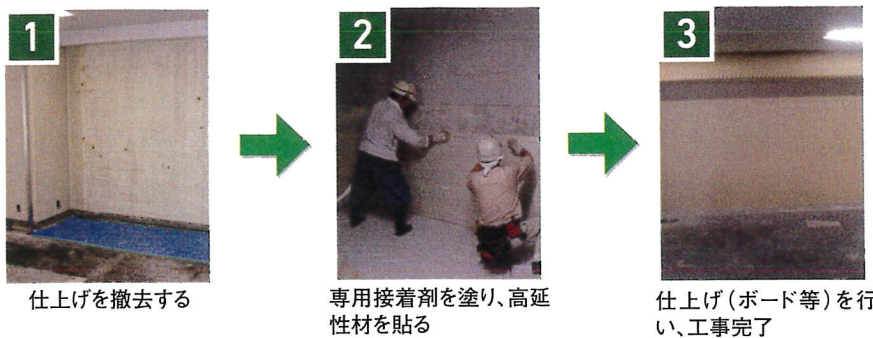 1
2
3
仕上げを撤去する
専用接着剤を塗り、高延
性材を貼る
仕上げ(ボード等)を行
い、工事完了